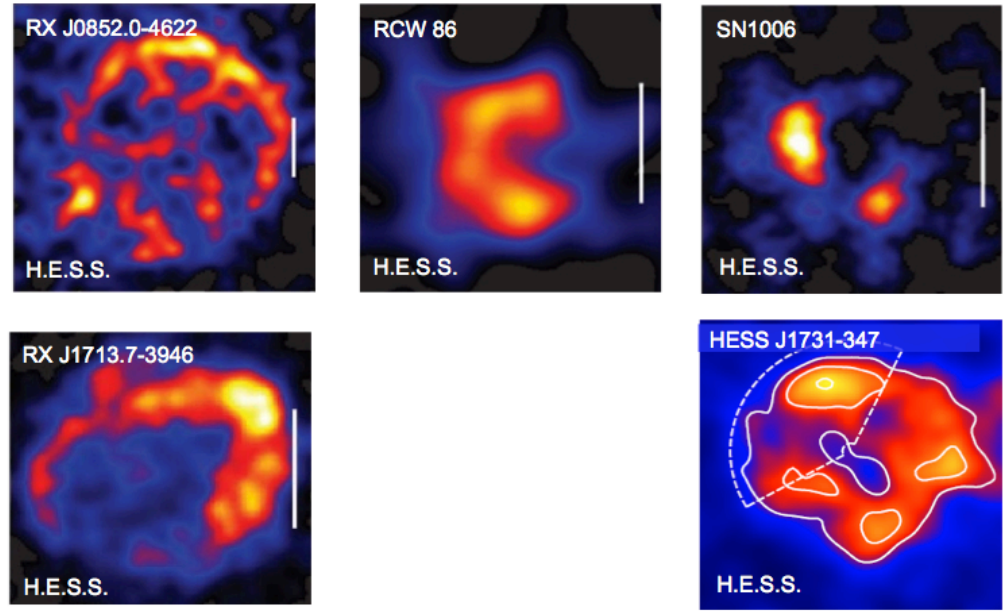 RX J0852.0-4622
H.E.S.S.
RCW 86
H.E.S.S.
SN1006
H.E.S.S.
RX J1713.7-3946
H.E.S.S.
HESS J1731-347
H.E.S.S.